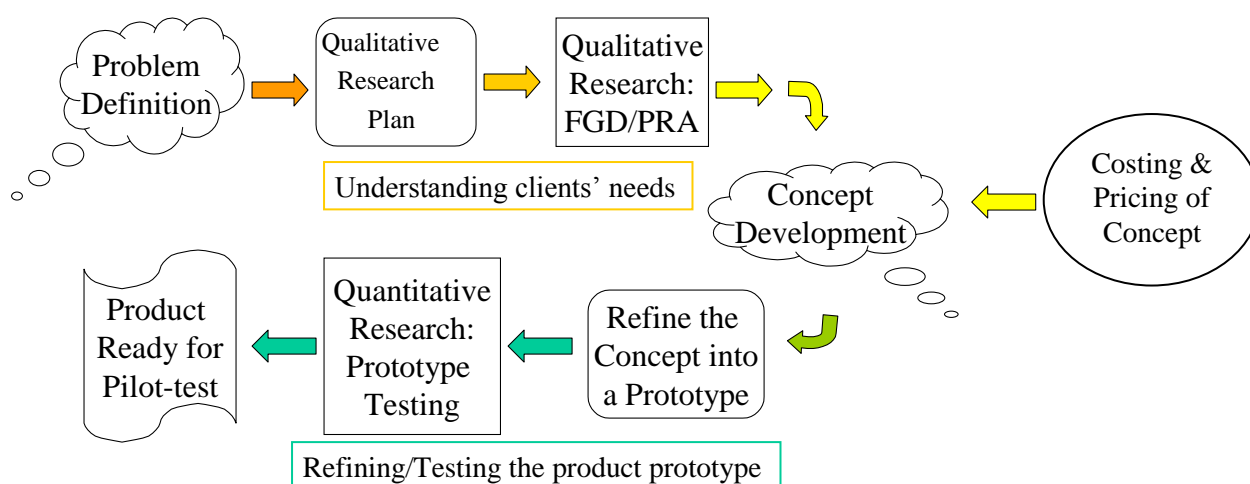 Problem
Definition
Qualitative
Research
Plan
Qualitative
Research:
FGD/PRA
Understanding clients’ needs
Concept
Development
Costing &
Pricing of
Concept
Product
Ready for
Pilot-test
Quantitative
Research:
Prototype
Testing
Refine the
Concept into
a Prototype
Refining/Testing the product prototype